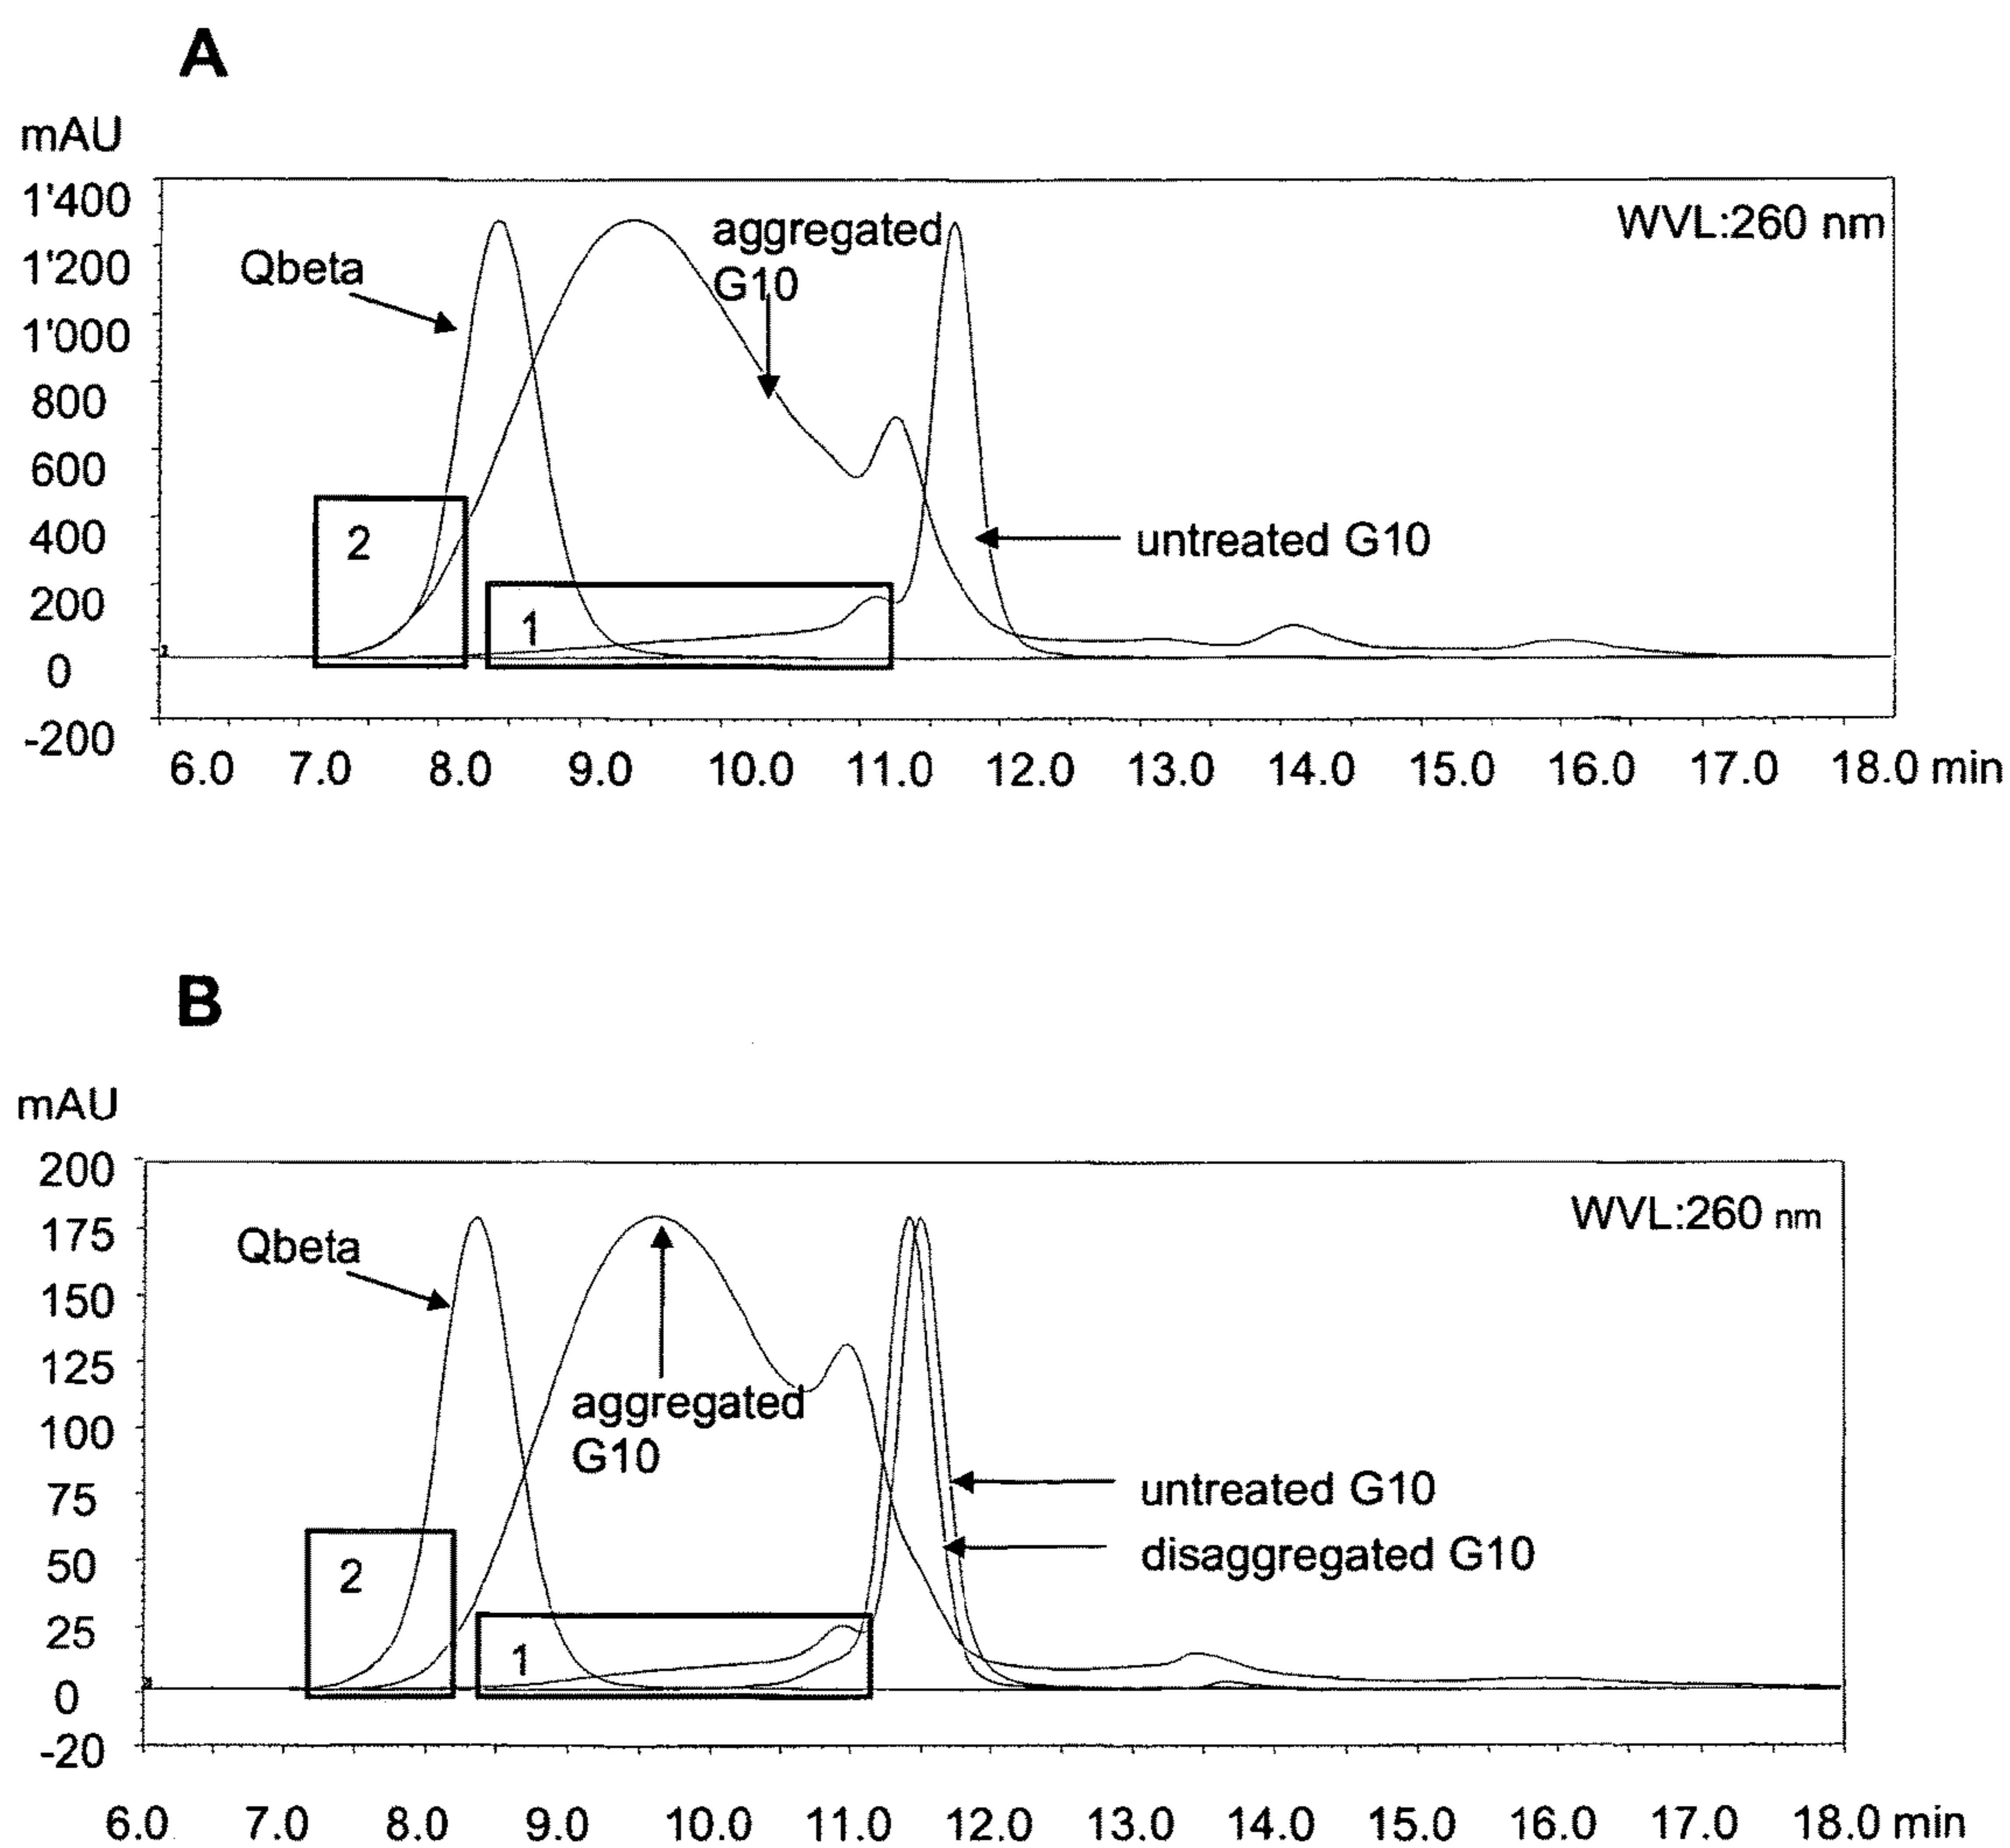 A
mAU
1'400
1'200
1'000
800
600
400
200
0
-200
WVL:260 nm
aggregated
G10
Qbeta
2
1
untreated G10
6.0 7.0 8.0 9.0 10.0 11.0 12.0 13.0 14.0 15.0 16.0 17.0 18.0 min
B
mAU
200
175
150
125
100
75
50
25
0
-20
WVL:260 nm
Qbeta
aggregated
G10
untreated G10
disaggregated G10
2
1
6.0 7.0 8.0 9.0 10.0 11.0 12.0 13.0 14.0 15.0 16.0 17.0 18.0 min